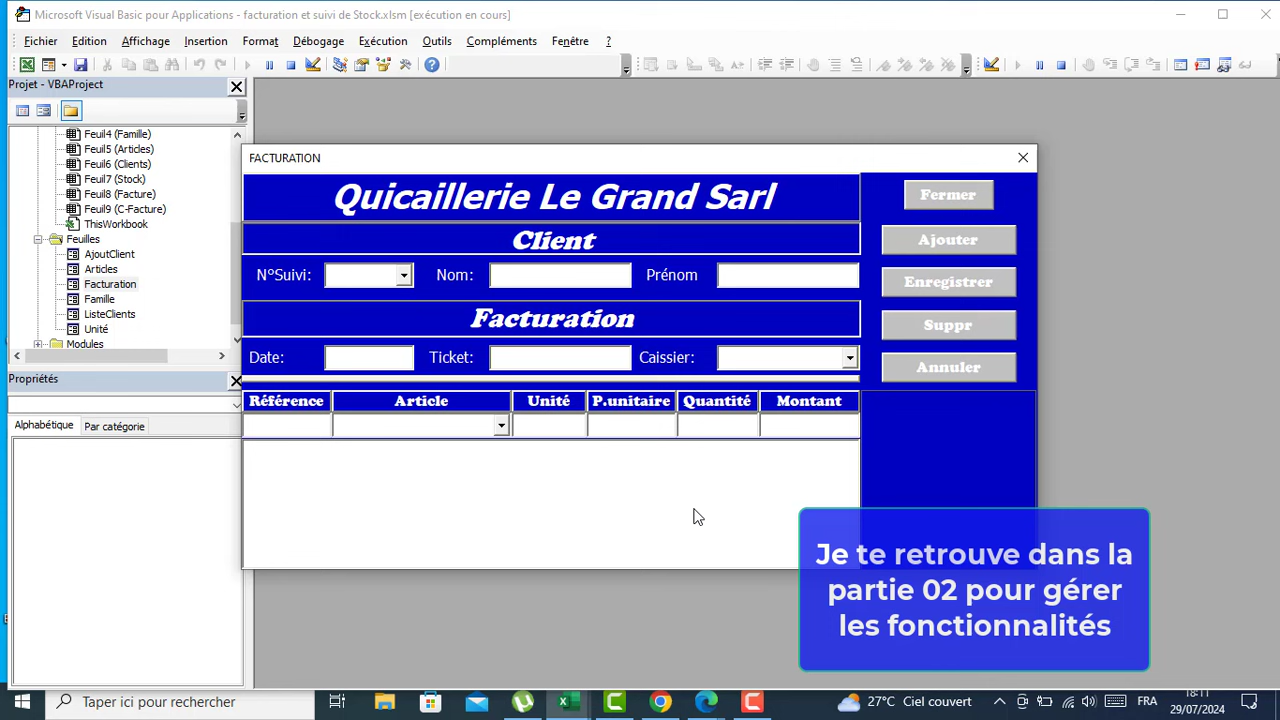 Microsoft Visual Basic pour Applications - facturation et suivi de Stock.xlsm [exécution en cours]
Fichier Edition Affichage Insertion Format Débogage Exécution Outils Compléments Fenêtre ?
Projet - VBAProject
Feuil4 (Famille)
Feuil5 (Articles)
Feuil6 (Clients)
Feuil7 (Stock)
Feuil8 (Facture)
Feuil9 (C-Facture)
ThisWorkbook
Feuilles
AjoutClient
Articles
Facturation
Famille
ListeClients
Unité
Modules
Propriétés
Alphabétique Par catégorie
FACTURATION
Quicaillerie Le Grand Sarl
Client
N°Suivi: Nom: Prénom
Facturation
Date: Ticket: Caissier:
Référence Article Unité P.unitaire Quantité Montant
Fermer
Ajouter
Enregistrer
Suppr
Annuler
Je te retrouve dans la
partie 02 pour gérer
les fonctionnalités
Taper ici pour rechercher
27°C Ciel couvert
FRA
18:11
29/07/2024